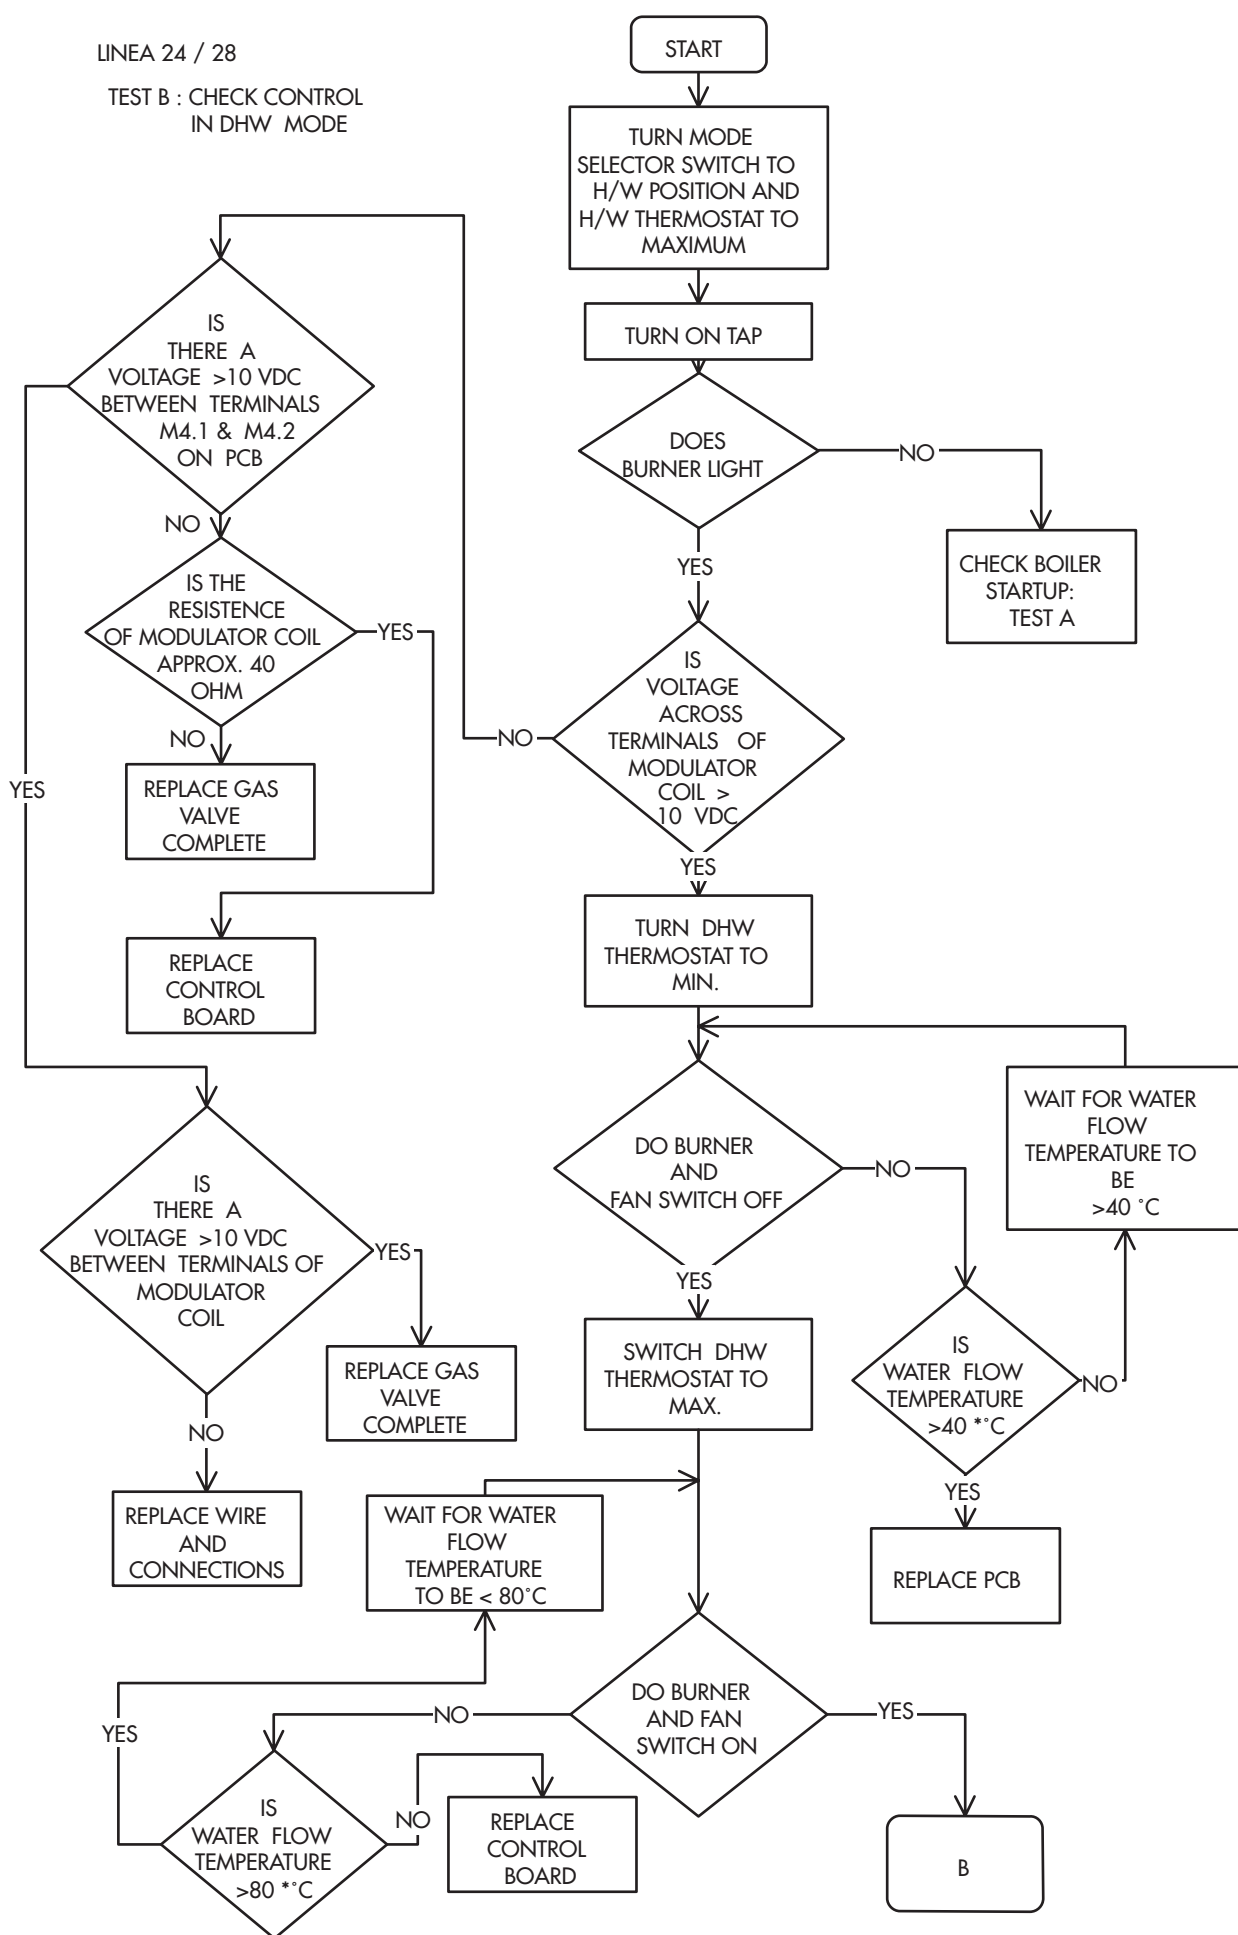 LINEA 24 / 28
TEST B : CHECK CONTROL
IN DHW MODE
START
TURN MODE
SELECTOR SWITCH TO
H/W POSITION AND
H/W THERMOSTAT TO
MAXIMUM
TURN ON TAP
DOES
BURNER LIGHT
NO
CHECK BOILER
STARTUP:
TEST A
YES
IS
VOLTAGE
ACROSS
TERMINALS OF
MODULATOR
COIL >
10 VDC
NO
IS
THERE A
VOLTAGE >10 VDC
BETWEEN TERMINALS
M4.1 & M4.2
ON PCB
NO
IS THE
RESISTENCE
OF MODULATOR COIL
APPROX. 40
OHM
YES
NO
REPLACE GAS
VALVE
COMPLETE
REPLACE
CONTROL
BOARD
YES
IS
THERE A
VOLTAGE >10 VDC
BETWEEN TERMINALS OF
MODULATOR
COIL
YES
REPLACE GAS
VALVE
COMPLETE
NO
REPLACE WIRE
AND
CONNECTIONS
YES
TURN DHW
THERMOSTAT TO
MIN.
DO BURNER
AND
FAN SWITCH OFF
NO
WAIT FOR WATER
FLOW
TEMPERATURE TO
BE
>40 °C
IS
WATER FLOW
TEMPERATURE
>40 *°C
NO
YES
REPLACE PCB
YES
SWITCH DHW
THERMOSTAT TO
MAX.
WAIT FOR WATER
FLOW
TEMPERATURE
TO BE < 80°C
DO BURNER
AND FAN
SWITCH ON
YES
B
NO
IS
WATER FLOW
TEMPERATURE
>80 *°C
YES
NO
REPLACE
CONTROL
BOARD